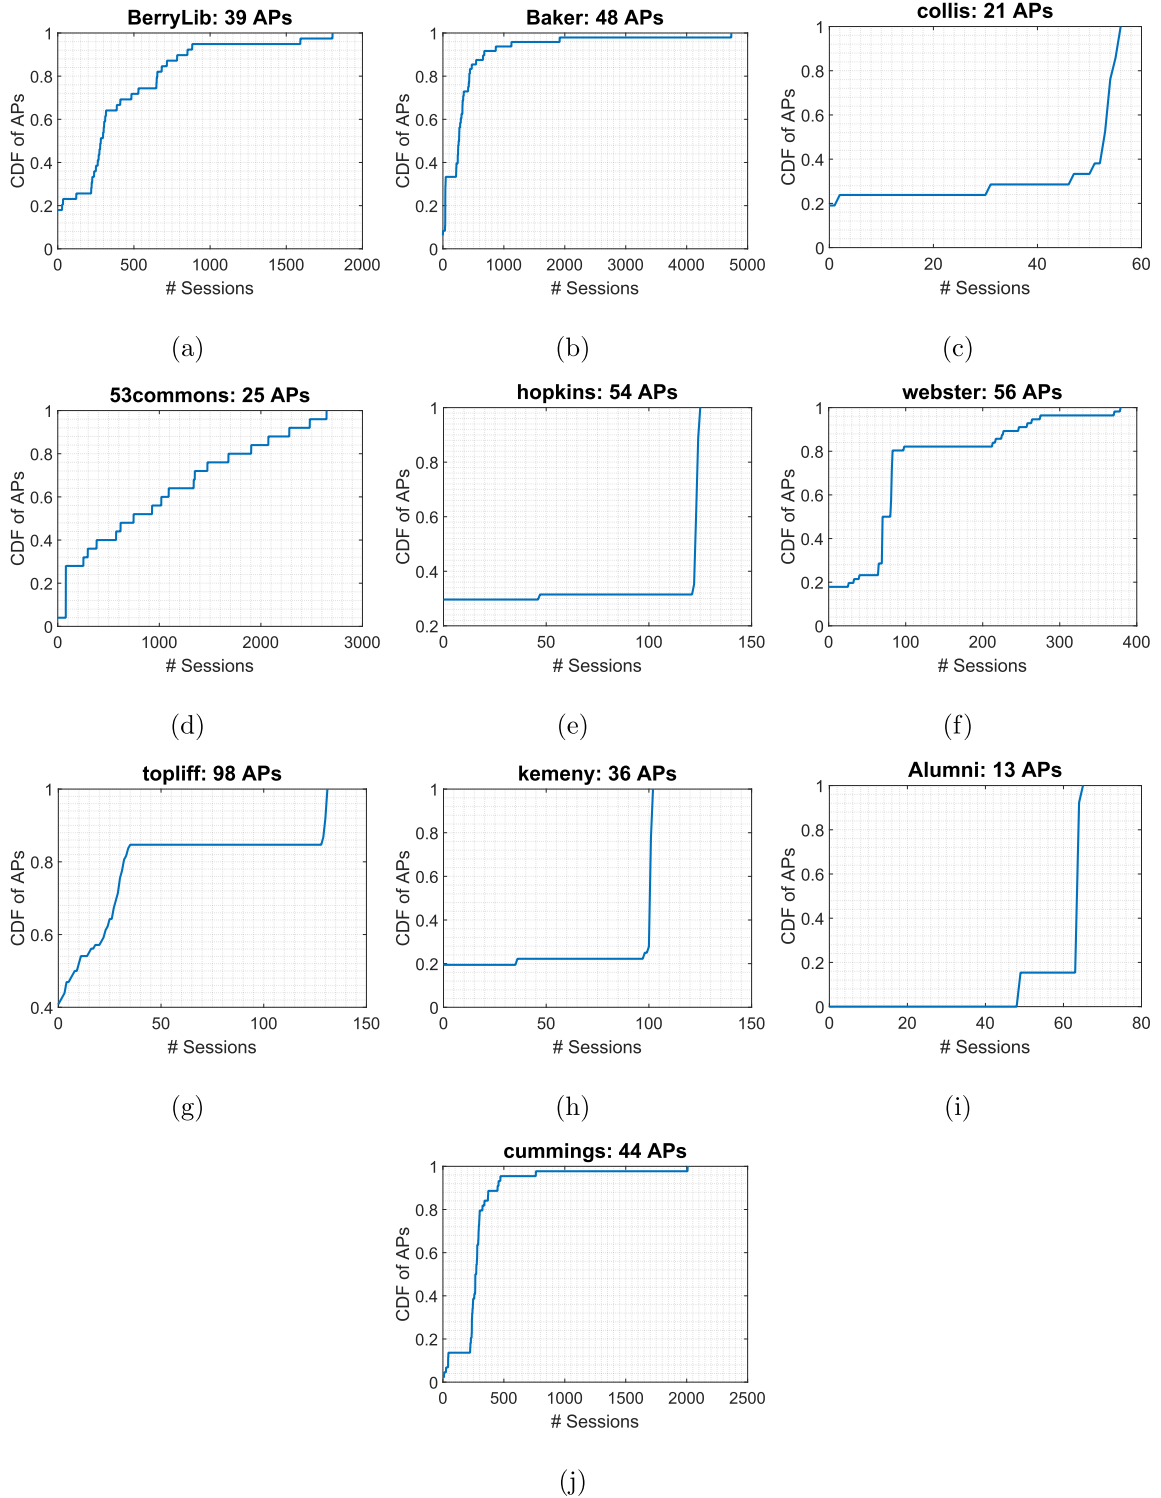 BerryLib: 39 APs
CDF of APs
1
0.8
0.6
0.4
0.2
0
0 500 1000 1500 2000
# Sessions
(a)
Baker: 48 APs
CDF of APs
1
0.8
0.6
0.4
0.2
0
0 1000 2000 3000 4000 5000
# Sessions
(b)
collis: 21 APs
CDF of APs
1
0.8
0.6
0.4
0.2
0
0 20 40 60
# Sessions
(c)
53commons: 25 APs
CDF of APs
1
0.8
0.6
0.4
0.2
0
0 1000 2000 3000
# Sessions
(d)
hopkins: 54 APs
CDF of APs
1
0.8
0.6
0.4
0.2
0 50 100 150
# Sessions
(e)
webster: 56 APs
CDF of APs
1
0.8
0.6
0.4
0.2
0
0 100 200 300 400
# Sessions
(f)
topliff: 98 APs
CDF of APs
1
0.8
0.6
0.4
0 50 100 150
# Sessions
(g)
kemeny: 36 APs
CDF of APs
1
0.8
0.6
0.4
0.2
0
0 50 100 150
# Sessions
(h)
Alumni: 13 APs
CDF of APs
1
0.8
0.6
0.4
0.2
0
0 20 40 60 80
# Sessions
(i)
cummings: 44 APs
CDF of APs
1
0.8
0.6
0.4
0.2
0
0 500 1000 1500 2000 2500
# Sessions
(j)